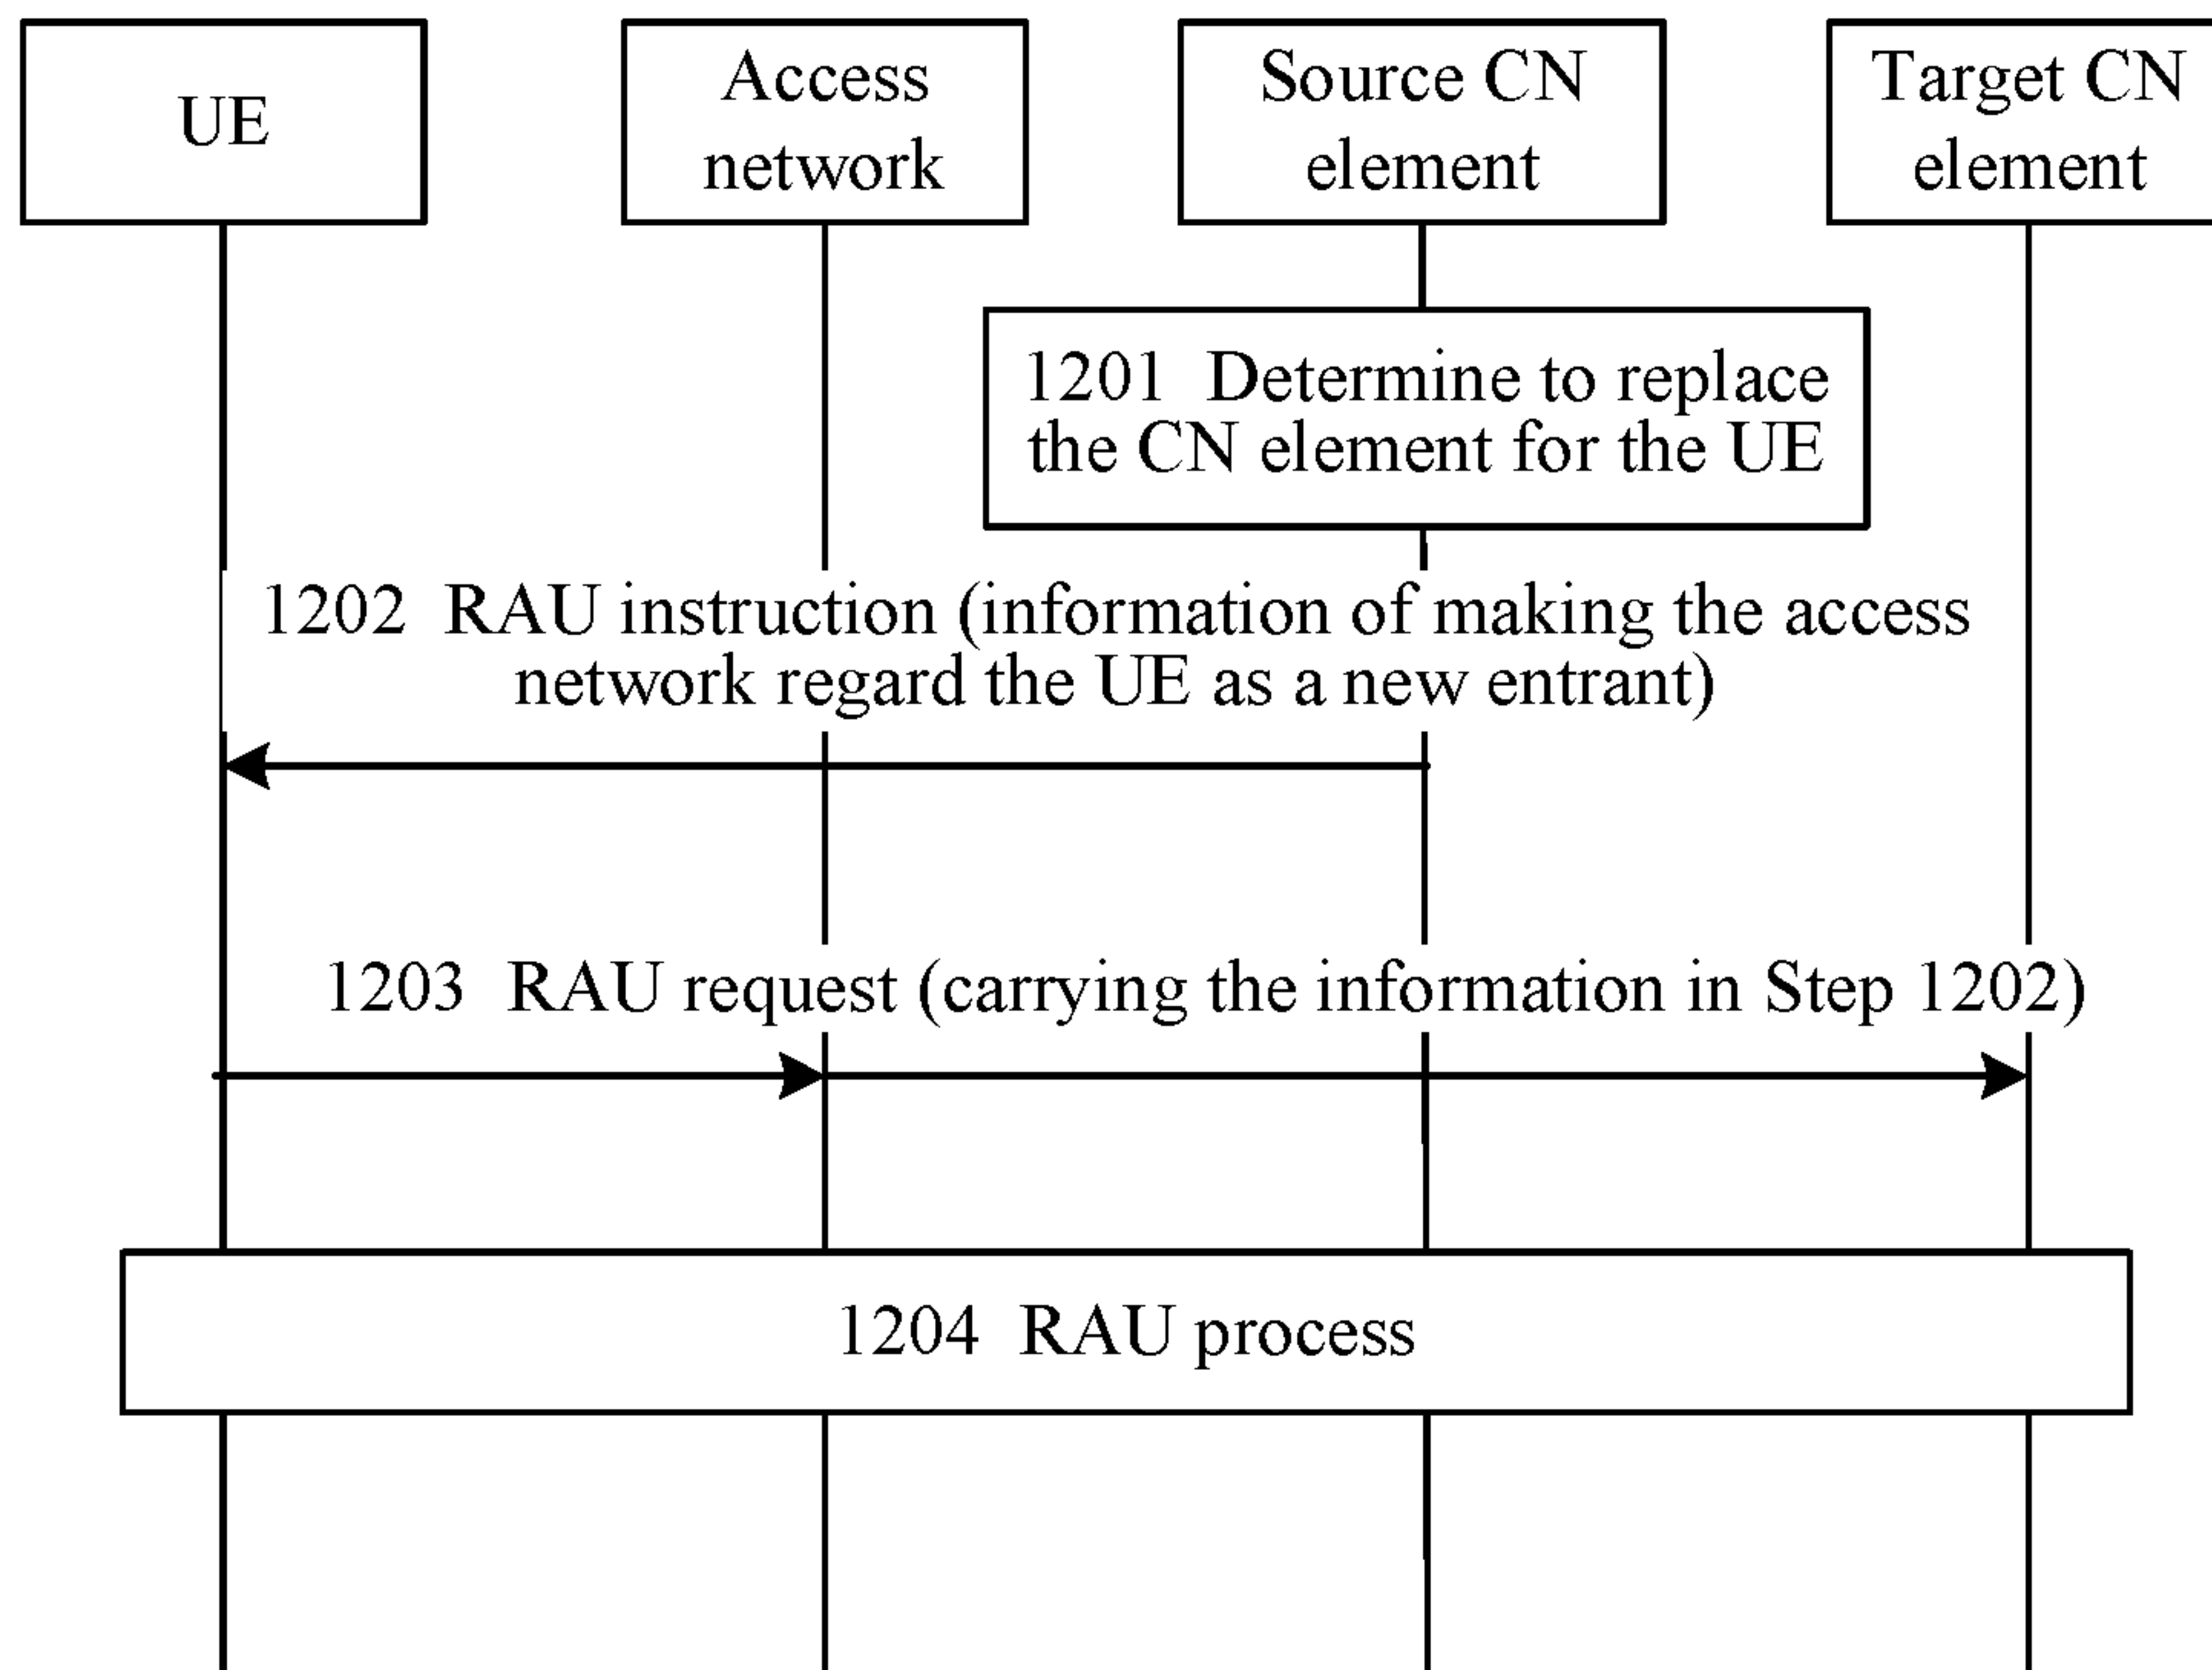 UE
Access
network
Source CN
element
Target CN
element
1201 Determine to replace
the CN element for the UE
1202 RAU instruction (information of making the access
network regard the UE as a new entrant)
1203 RAU request (carrying the information in Step 1202)
1204 RAU process